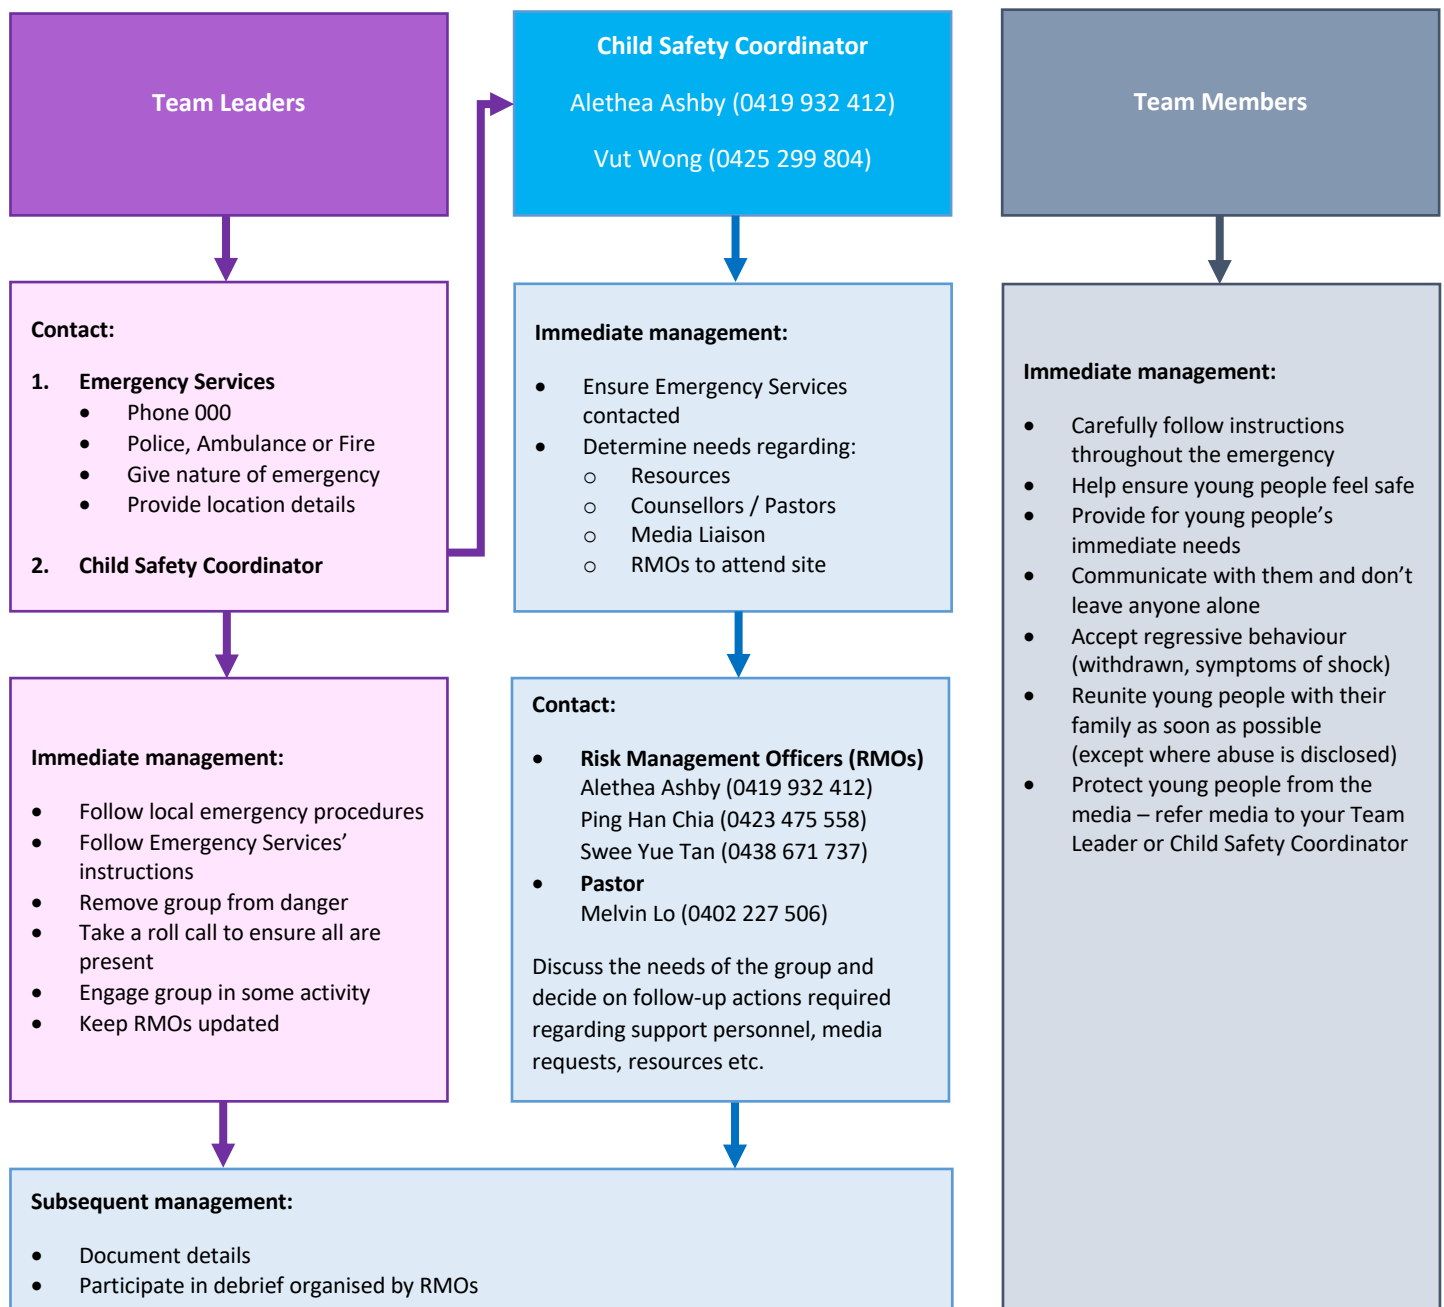 Team Leaders
Child Safety Coordinator
Alethea Ashby (0419 932 412)
Vut Wong (0425 299 804)
Team Members
Contact:
1. Emergency Services
• Phone 000
• Police, Ambulance or Fire
• Give nature of emergency
• Provide location details
2. Child Safety Coordinator
Immediate management:
• Follow local emergency procedures
• Follow Emergency Services’
instructions
• Remove group from danger
• Take a roll call to ensure all are
present
• Engage group in some activity
• Keep RMOs updated
Immediate management:
• Ensure Emergency Services
contacted
• Determine needs regarding:
o Resources
o Counsellors / Pastors
o Media Liaison
o RMOs to attend site
Contact:
• Risk Management Officers (RMOs)
Alethea Ashby (0419 932 412)
Ping Han Chia (0423 475 558)
Swee Yue Tan (0438 671 737)
• Pastor
Melvin Lo (0402 227 506)
Discuss the needs of the group and
decide on follow-up actions required
regarding support personnel, media
requests, resources etc.
Immediate management:
• Carefully follow instructions
throughout the emergency
• Help ensure young people feel safe
• Provide for young people’s
immediate needs
• Communicate with them and don’t
leave anyone alone
• Accept regressive behaviour
(withdrawn, symptoms of shock)
• Reunite young people with their
family as soon as possible
(except where abuse is disclosed)
• Protect young people from the
media – refer media to your Team
Leader or Child Safety Coordinator
Subsequent management:
• Document details
• Participate in debrief organised by RMOs